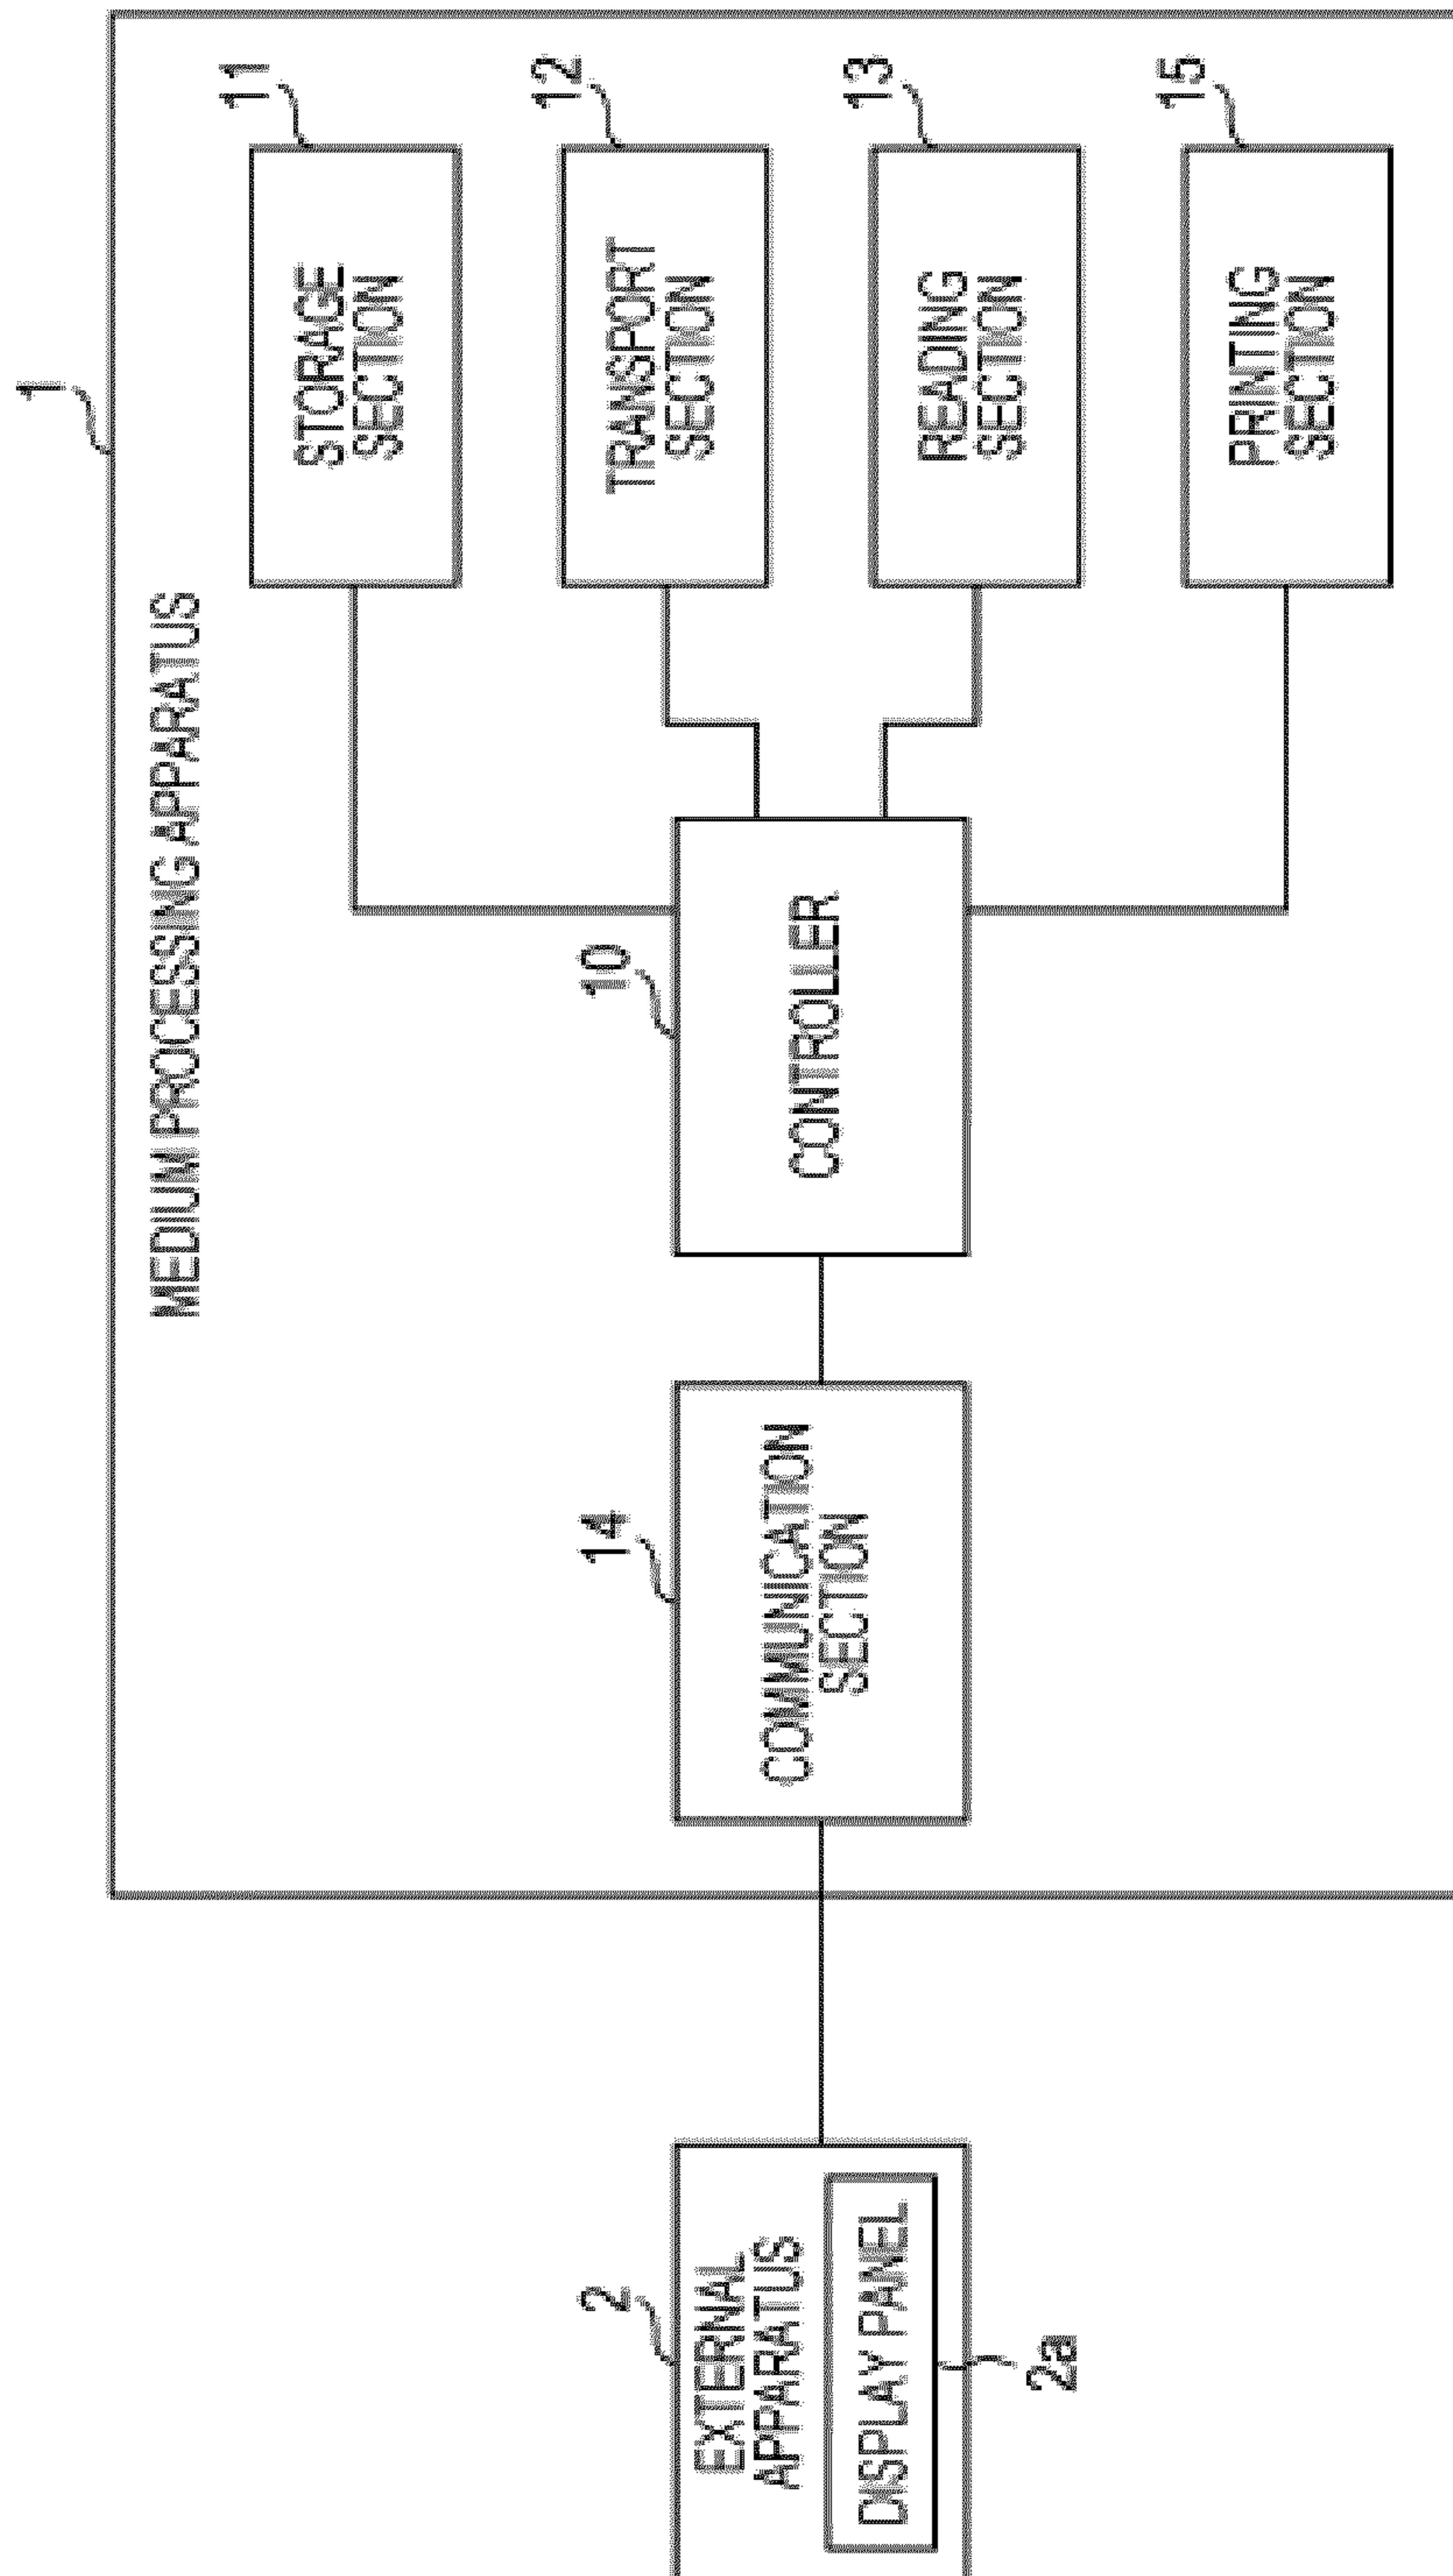 1
MEDIUM PROCESSING APPARATUS
2
EXTERNAL
APPARATUS
DISPLAY PANEL
2a
14
COMMUNICATION
SECTION
10
CONTROLLER
11
STORAGE
SECTION
12
TRANSPORT
SECTION
13
READING
SECTION
15
PRINTING
SECTION